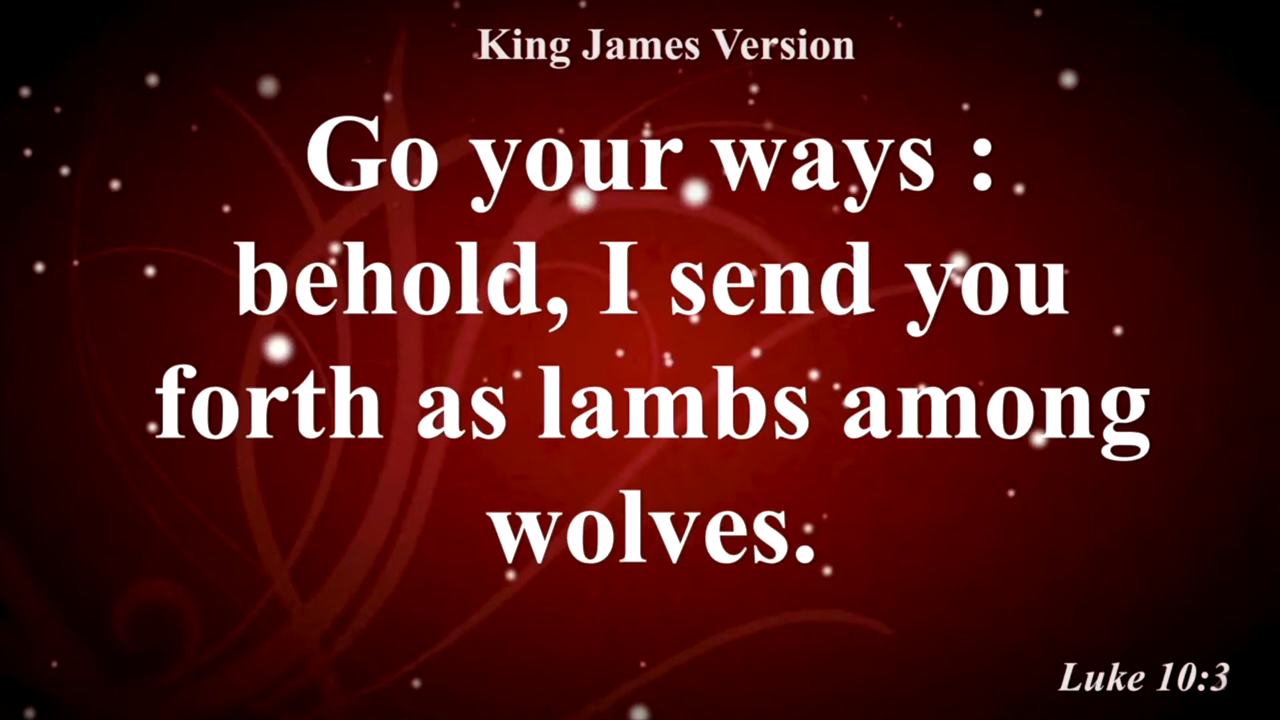 King James Version
Go your ways :
behold, I send you
forth as lambs among
wolves.
Luke 10:3